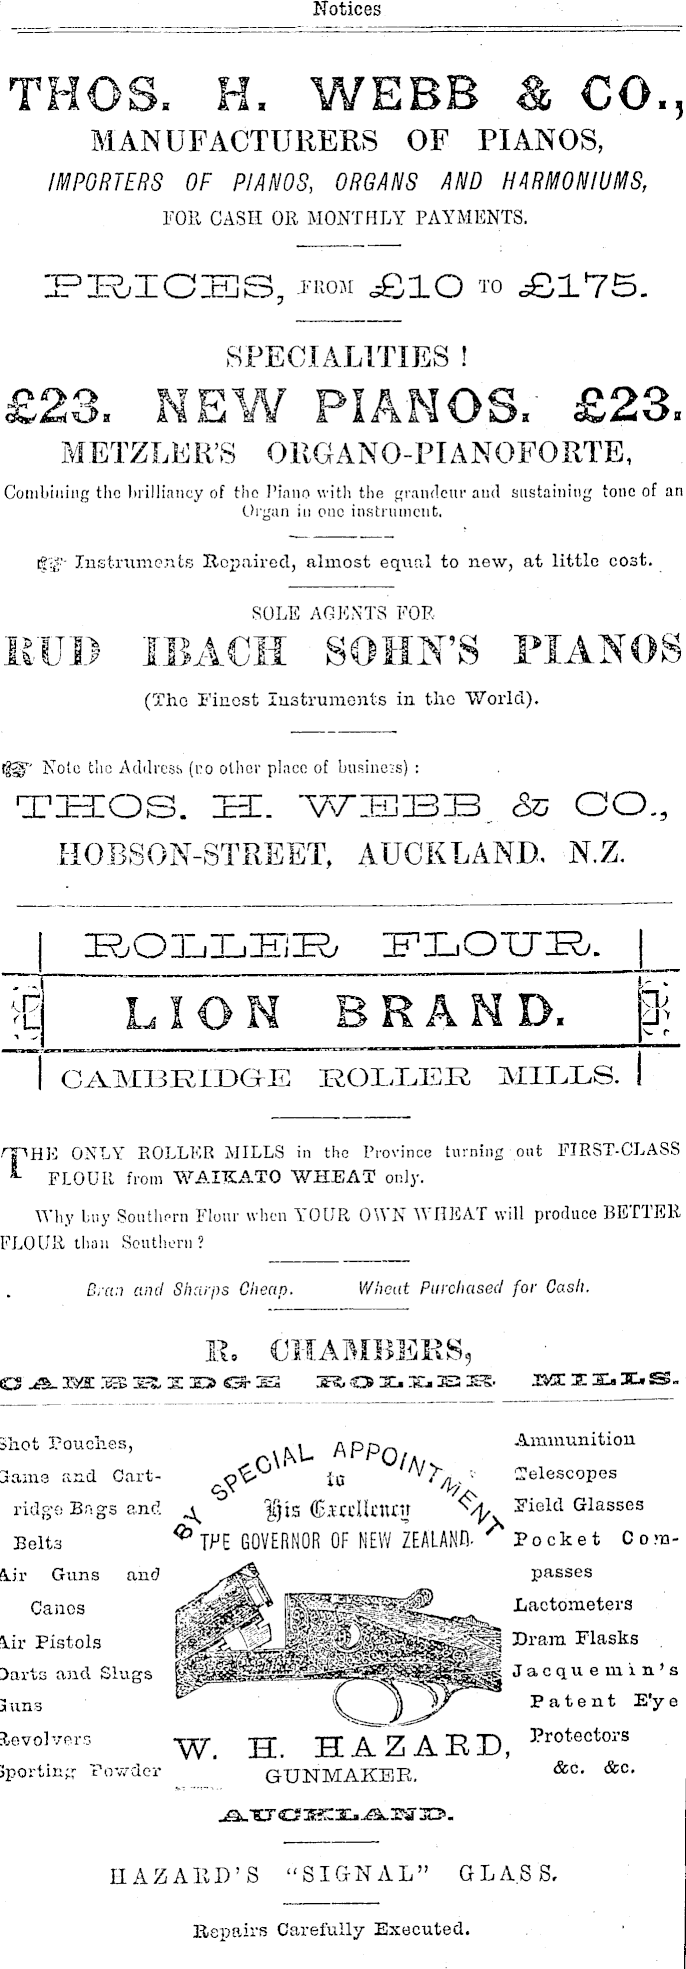 Notices
THOS. H. WEBB & CO.,
MANUFACTURERS OF PIANOS,
IMPORTERS OF PIANOS, ORGANS AND HARMONIUMS,
FOR CASH OR MONTHLY PAYMENTS.
PRICES, FROM £10 TO £175.
SPECIALITIES !
£23. NEW PIANOS. £23.
METZLER'S ORGANO-PIANOFORTE,
Combining the brilliancy of the Piano with the grandeur and sustaining tone of an
Organ in one instrument.
☞ Instruments Repaired, almost equal to new, at little cost.
SOLE AGENTS FOR
RUD IBACH SOHN'S PIANOS
(The Finest Instruments in the World).
☞ Note the Address (no other place of business) :
THOS. H. WEBB & CO.,
HOBSON-STREET, AUCKLAND. N.Z.
ROLLER FLOUR.
LION BRAND.
CAMBRIDGE ROLLER MILLS.
THE ONLY ROLLER MILLS in the Province turning out FIRST-CLASS
FLOUR from WAIKATO WHEAT only.
Why buy Southern Flour when YOUR OWN WHEAT will produce BETTER
FLOUR than Southern ?
Bran and Sharps Cheap. Wheat Purchased for Cash.
R. CHAMBERS,
CAMBRIDGE ROLLER MILLS.
Shot Pouches,
Game and Cart-
ridge Bags and
Belts
Air Guns and
Canes
Air Pistols
Darts and Slugs
Guns
Revolvers
Sporting Powder
BY SPECIAL APPOINTMENT
to
His Excellency
THE GOVERNOR OF NEW ZEALAND.
W. H. HAZARD,
GUNMAKER.
AUCKLAND.
Ammunition
Telescopes
Field Glasses
Pocket Com-
passes
Lactometers
Dram Flasks
Jacquemin's
Patent Eye
Protectors
&c. &c.
HAZARD'S "SIGNAL" GLASS.
Repairs Carefully Executed.